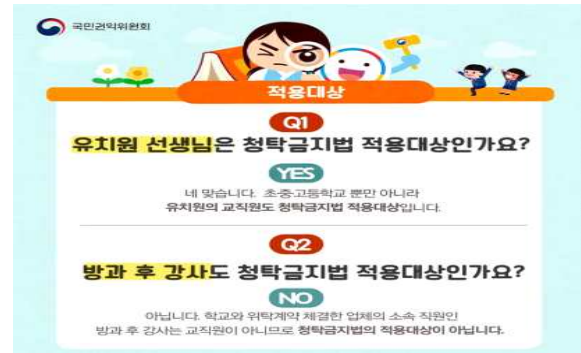 국민권익위원회
적용대상
Q1
유치원 선생님은 청탁금지법 적용대상인가요?
YES
네 맞습니다. 초·중·고등학교 뿐만 아니라
유치원의 교직원도 청탁금지법 적용대상입니다.
Q2
방과 후 강사도 청탁금지법 적용대상인가요?
NO
아닙니다. 학교와 위탁계약 체결한 업체의 소속 직원인
방과 후 강사는 교직원이 아니므로 청탁금지법의 적용대상이 아닙니다.